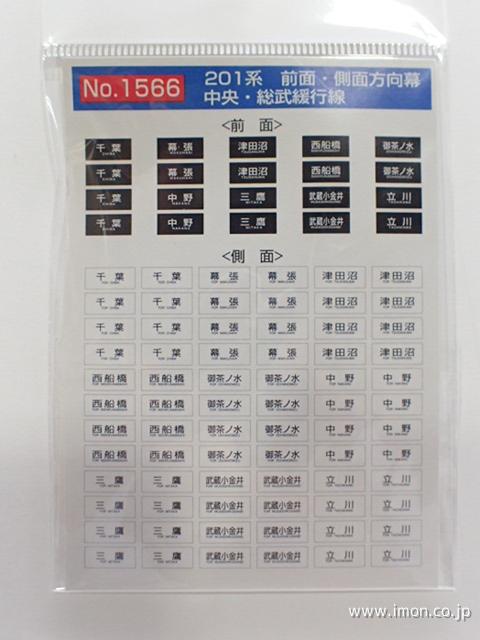 No.1566
201系 前面・側面方向幕
中央・総武緩行線
<前 面>
千葉 幕張 津田沼 西船橋 御茶ノ水
千葉 幕張 津田沼 西船橋 御茶ノ水
千葉 中野 三鷹 武蔵小金井 立川
千葉 中野 三鷹 武蔵小金井 立川
<側 面>
千葉 千葉 幕張 幕張 津田沼 津田沼
千葉 千葉 幕張 幕張 津田沼 津田沼
千葉 千葉 幕張 幕張 津田沼 津田沼
千葉 千葉 幕張 幕張 津田沼 津田沼
西船橋 西船橋 御茶ノ水 御茶ノ水 中野 中野
西船橋 西船橋 御茶ノ水 御茶ノ水 中野 中野
西船橋 西船橋 御茶ノ水 御茶ノ水 中野 中野
西船橋 西船橋 御茶ノ水 御茶ノ水 中野 中野
三鷹 三鷹 武蔵小金井 武蔵小金井 立川 立川
三鷹 三鷹 武蔵小金井 武蔵小金井 立川 立川
三鷹 三鷹 武蔵小金井 武蔵小金井 立川 立川
三鷹 三鷹 武蔵小金井 武蔵小金井 立川 立川
www.imon.co.jp